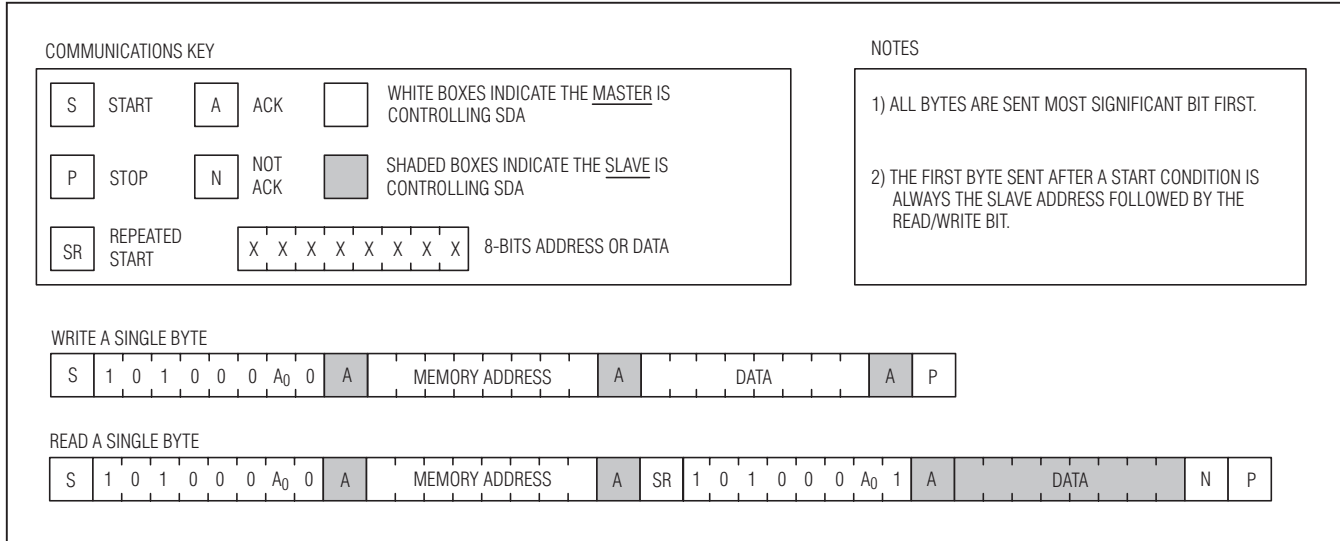 COMMUNICATIONS KEY
S START A ACK WHITE BOXES INDICATE THE MASTER IS
CONTROLLING SDA
P STOP N NOT
ACK SHADED BOXES INDICATE THE SLAVE IS
CONTROLLING SDA
SR REPEATED
START X X X X X X X X 8-BITS ADDRESS OR DATA
NOTES
1) ALL BYTES ARE SENT MOST SIGNIFICANT BIT FIRST.
2) THE FIRST BYTE SENT AFTER A START CONDITION IS
ALWAYS THE SLAVE ADDRESS FOLLOWED BY THE
READ/WRITE BIT.
WRITE A SINGLE BYTE
S 1 0 1 0 0 0 A0 0 A MEMORY ADDRESS A DATA A P
READ A SINGLE BYTE
S 1 0 1 0 0 0 A0 0 A MEMORY ADDRESS A SR 1 0 1 0 0 0 A0 1 A DATA N P